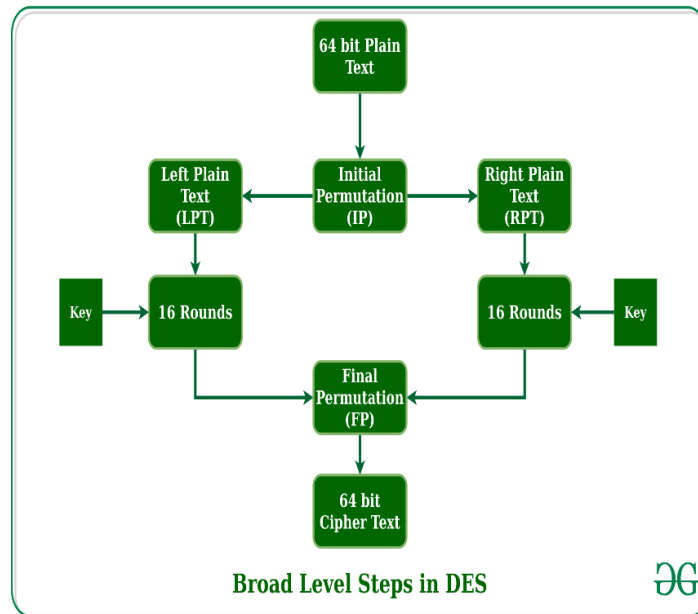 64 bit Plain
Text
Left Plain
Text
(LPT)
Initial
Permutation
(IP)
Right Plain
Text
(RPT)
Key
16 Rounds
16 Rounds
Key
Final
Permutation
(FP)
64 bit
Cipher Text
Broad Level Steps in DES